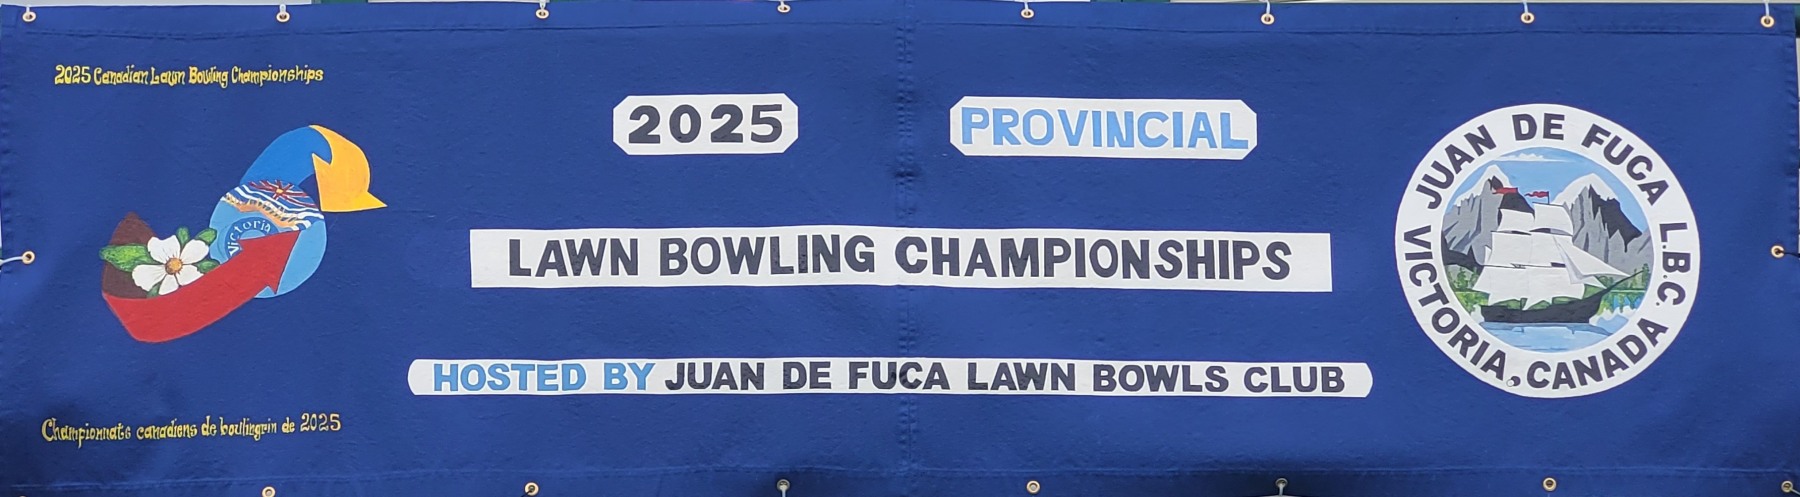 2025 Canadian Lawn Bowling Championships
Victoria
Championnats canadiens de boulingrin de 2025
2025 PROVINCIAL
LAWN BOWLING CHAMPIONSHIPS
HOSTED BY JUAN DE FUCA LAWN BOWLS CLUB
JUAN DE FUCA L.B.C.
VICTORIA, CANADA